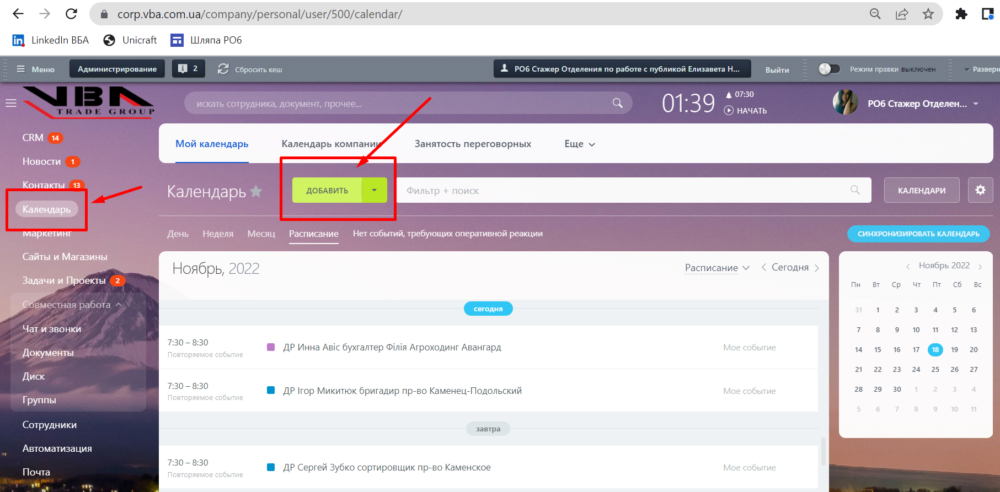 corp.vba.com.ua/company/personal/user/500/calendar/
LinkedIn ВБА
Unicraft
Шляпа РОб
Меню
Администрирование
2
Сбросить кеш
РО6 Стажер Отделения по работе с публикой Елизавета Н...
Выйти
Режим правки выключен
Разверн
VBA
TRADE GROUP
искать сотрудника, документ, прочее...
01:39
07:30
НАЧАТЬ
РО6 Стажер Отделен...
CRM 14
Новости 1
Контакты 13
Календарь
Маркетинг
Сайты и Магазины
Задачи и Проекты 2
Совместная работа
Чат и звонки
Документы
Диск
Группы
Сотрудники
Автоматизация
Почта
Мой календарь
Календарь компании
Занятость переговорных
Еще
Календарь
ДОБАВИТЬ
Фильтр + поиск
КАЛЕНДАРИ
День
Неделя
Месяц
Расписание
Нет событий, требующих оперативной реакции
СИНХРОНИЗИРОВАТЬ КАЛЕНДАРЬ
Ноябрь, 2022
Расписание
Сегодня
сегодня
7:30 – 8:30
Повторяемое событие
ДР Инна Авіс бухгалтер Філія Агроходинг Авангард
Мое событие
7:30 – 8:30
Повторяемое событие
ДР Ігор Микитюк бригадир пр-во Каменец-Подольский
Мое событие
завтра
7:30 – 8:30
Повторяемое событие
ДР Сергей Зубко сортировщик пр-во Каменское
Мое событие
Ноябрь 2022
Пн Вт Ср Чт Пт Сб Вс
31 1 2 3 4 5 6
7 8 9 10 11 12 13
14 15 16 17 18 19 20
21 22 23 24 25 26 27
28 29 30 1 2 3 4
5 6 7 8 9 10 11